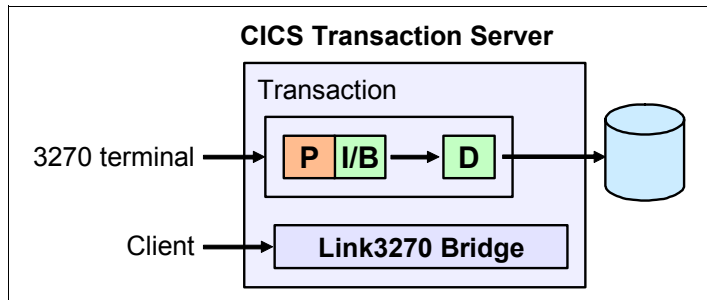 CICS Transaction Server
Transaction
3270 terminal
P I/B
D
Client
Link3270 Bridge